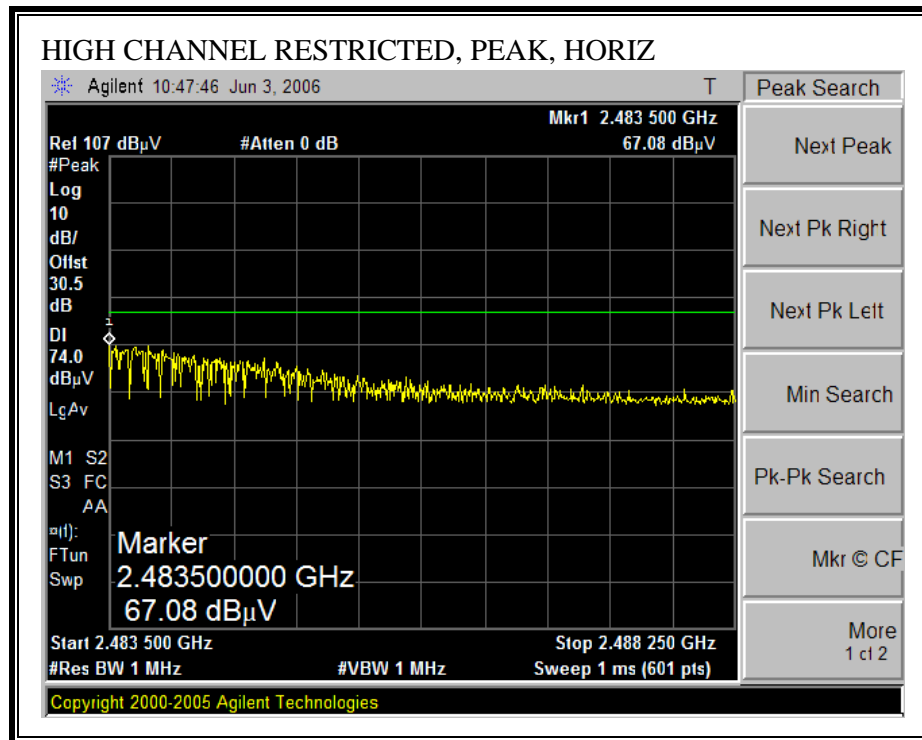 HIGH CHANNEL RESTRICTED, PEAK, HORIZ
Agilent 10:47:46 Jun 3, 2006 T
Peak Search
Mkr1 2.483 500 GHz
Ref 107 dBµV #Atten 0 dB 67.08 dBµV
#Peak
Log
10
dB/
Offst
30.5
dB
DI
74.0
dBµV
LgAv
M1 S2
S3 FC
AA
¤(f):
FTun
Swp
1
Marker
2.483500000 GHz
67.08 dBµV
Start 2.483 500 GHz Stop 2.488 250 GHz
#Res BW 1 MHz #VBW 1 MHz Sweep 1 ms (601 pts)
Copyright 2000-2005 Agilent Technologies
Next Peak
Next Pk Right
Next Pk Left
Min Search
Pk-Pk Search
Mkr © CF
More
1 of 2